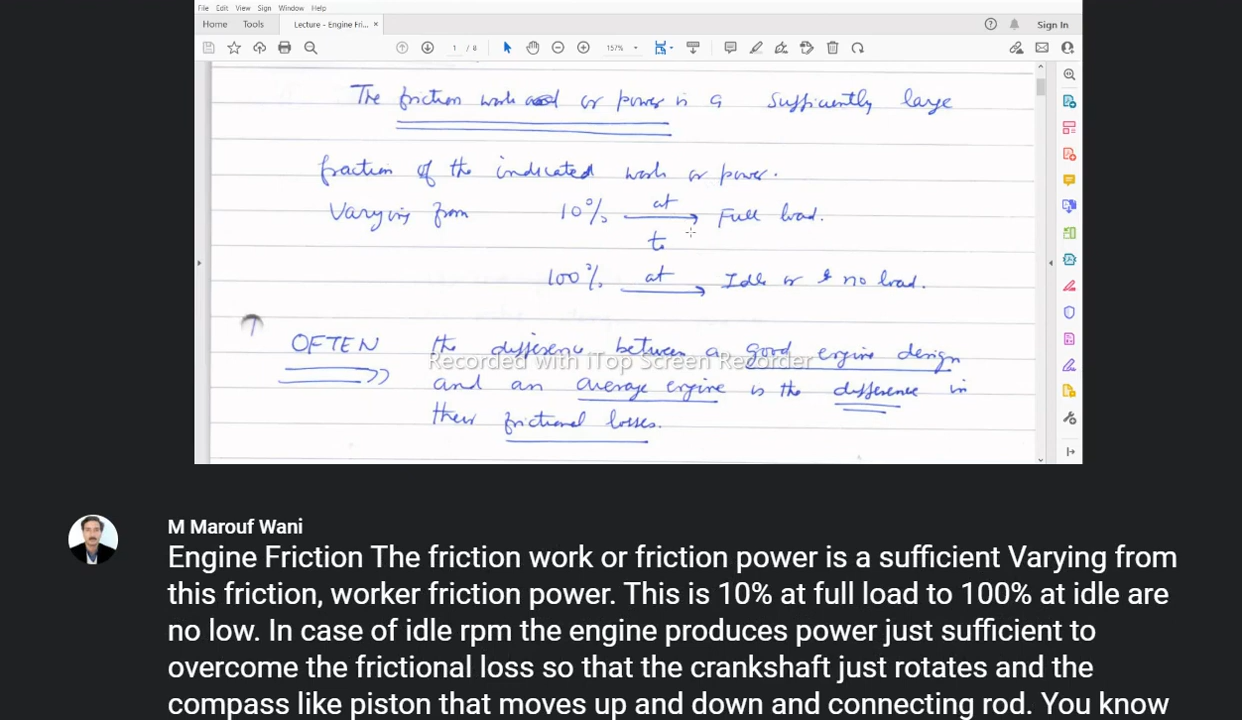 File Edit View Sign Window Help
Home Tools Lecture - Engine Fri... × Sign In
1 / 8 157%
The friction work or power is a sufficiently large
fraction of the indicated work or power.
Varying from 10% at Full load.
to
100% at Idle or no load.
OFTEN the difference between a good engine design
and an average engine is the difference in
their frictional losses.
Recorded with iTop Screen Recorder
M Marouf Wani
Engine Friction The friction work or friction power is a sufficient Varying from
this friction, worker friction power. This is 10% at full load to 100% at idle are
no low. In case of idle rpm the engine produces power just sufficient to
overcome the frictional loss so that the crankshaft just rotates and the
compass like piston that moves up and down and connecting rod. You know